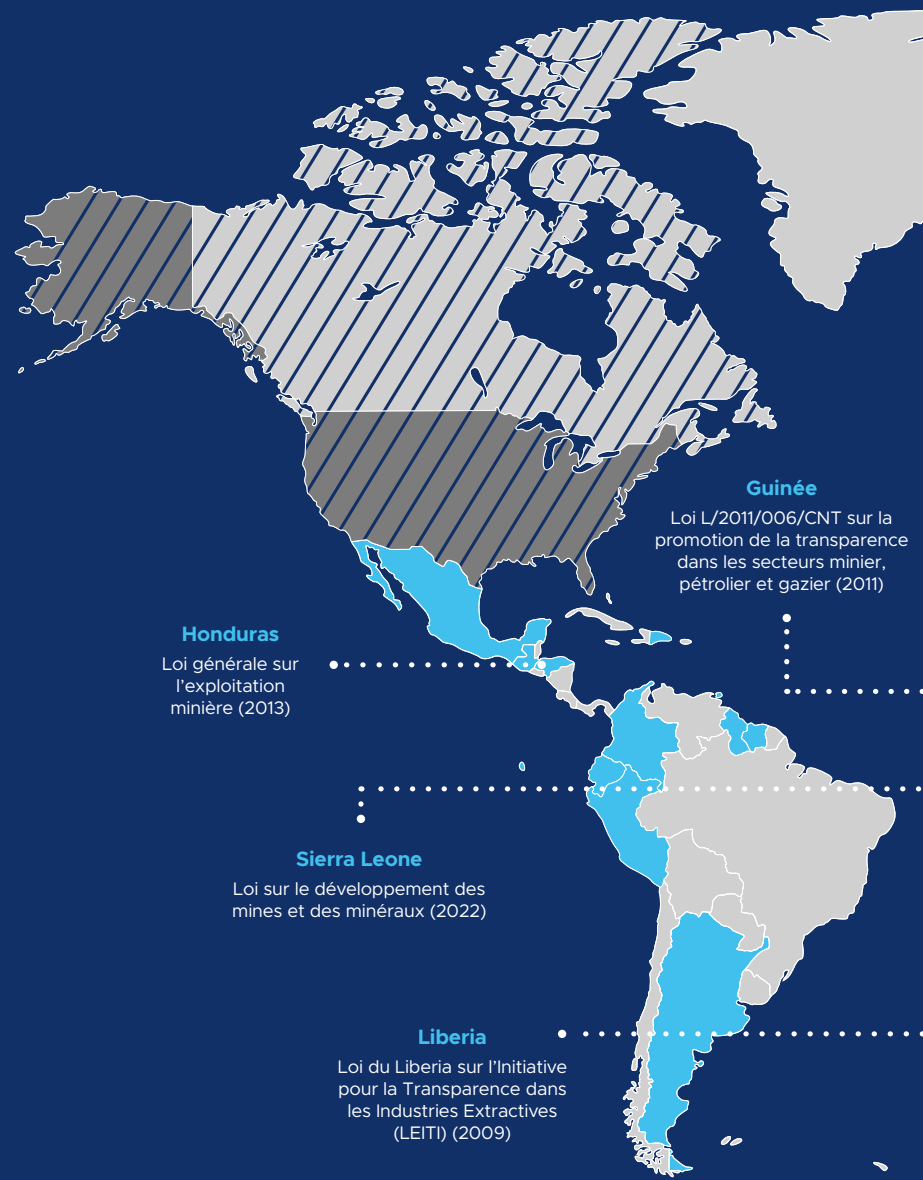 Guinée
Loi L/2011/006/CNT sur la
promotion de la transparence
dans les secteurs minier,
pétrolier et gazier (2011)
Honduras
Loi générale sur
l'exploitation
minière (2013)
Sierra Leone
Loi sur le développement des
mines et des minéraux (2022)
Liberia
Loi du Liberia sur l'Initiative
pour la Transparence dans
les Industries Extractives
(LEITI) (2009)